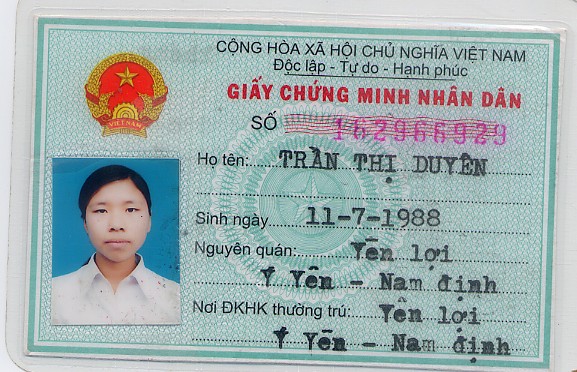 CỘNG HÒA XÃ HỘI CHỦ NGHĨA VIỆT NAM
Độc lập - Tự do - Hạnh phúc
GIẤY CHỨNG MINH NHÂN DÂN
SỐ 162966929
Họ tên: TRẦN THỊ DUYÊN
Sinh ngày 11-7-1988
Nguyên quán: Yên lợi
Ý Yên - Nam định
Nơi ĐKHK thường trú: Yên lợi
Ý Yên - Nam định
VIỆT NAM